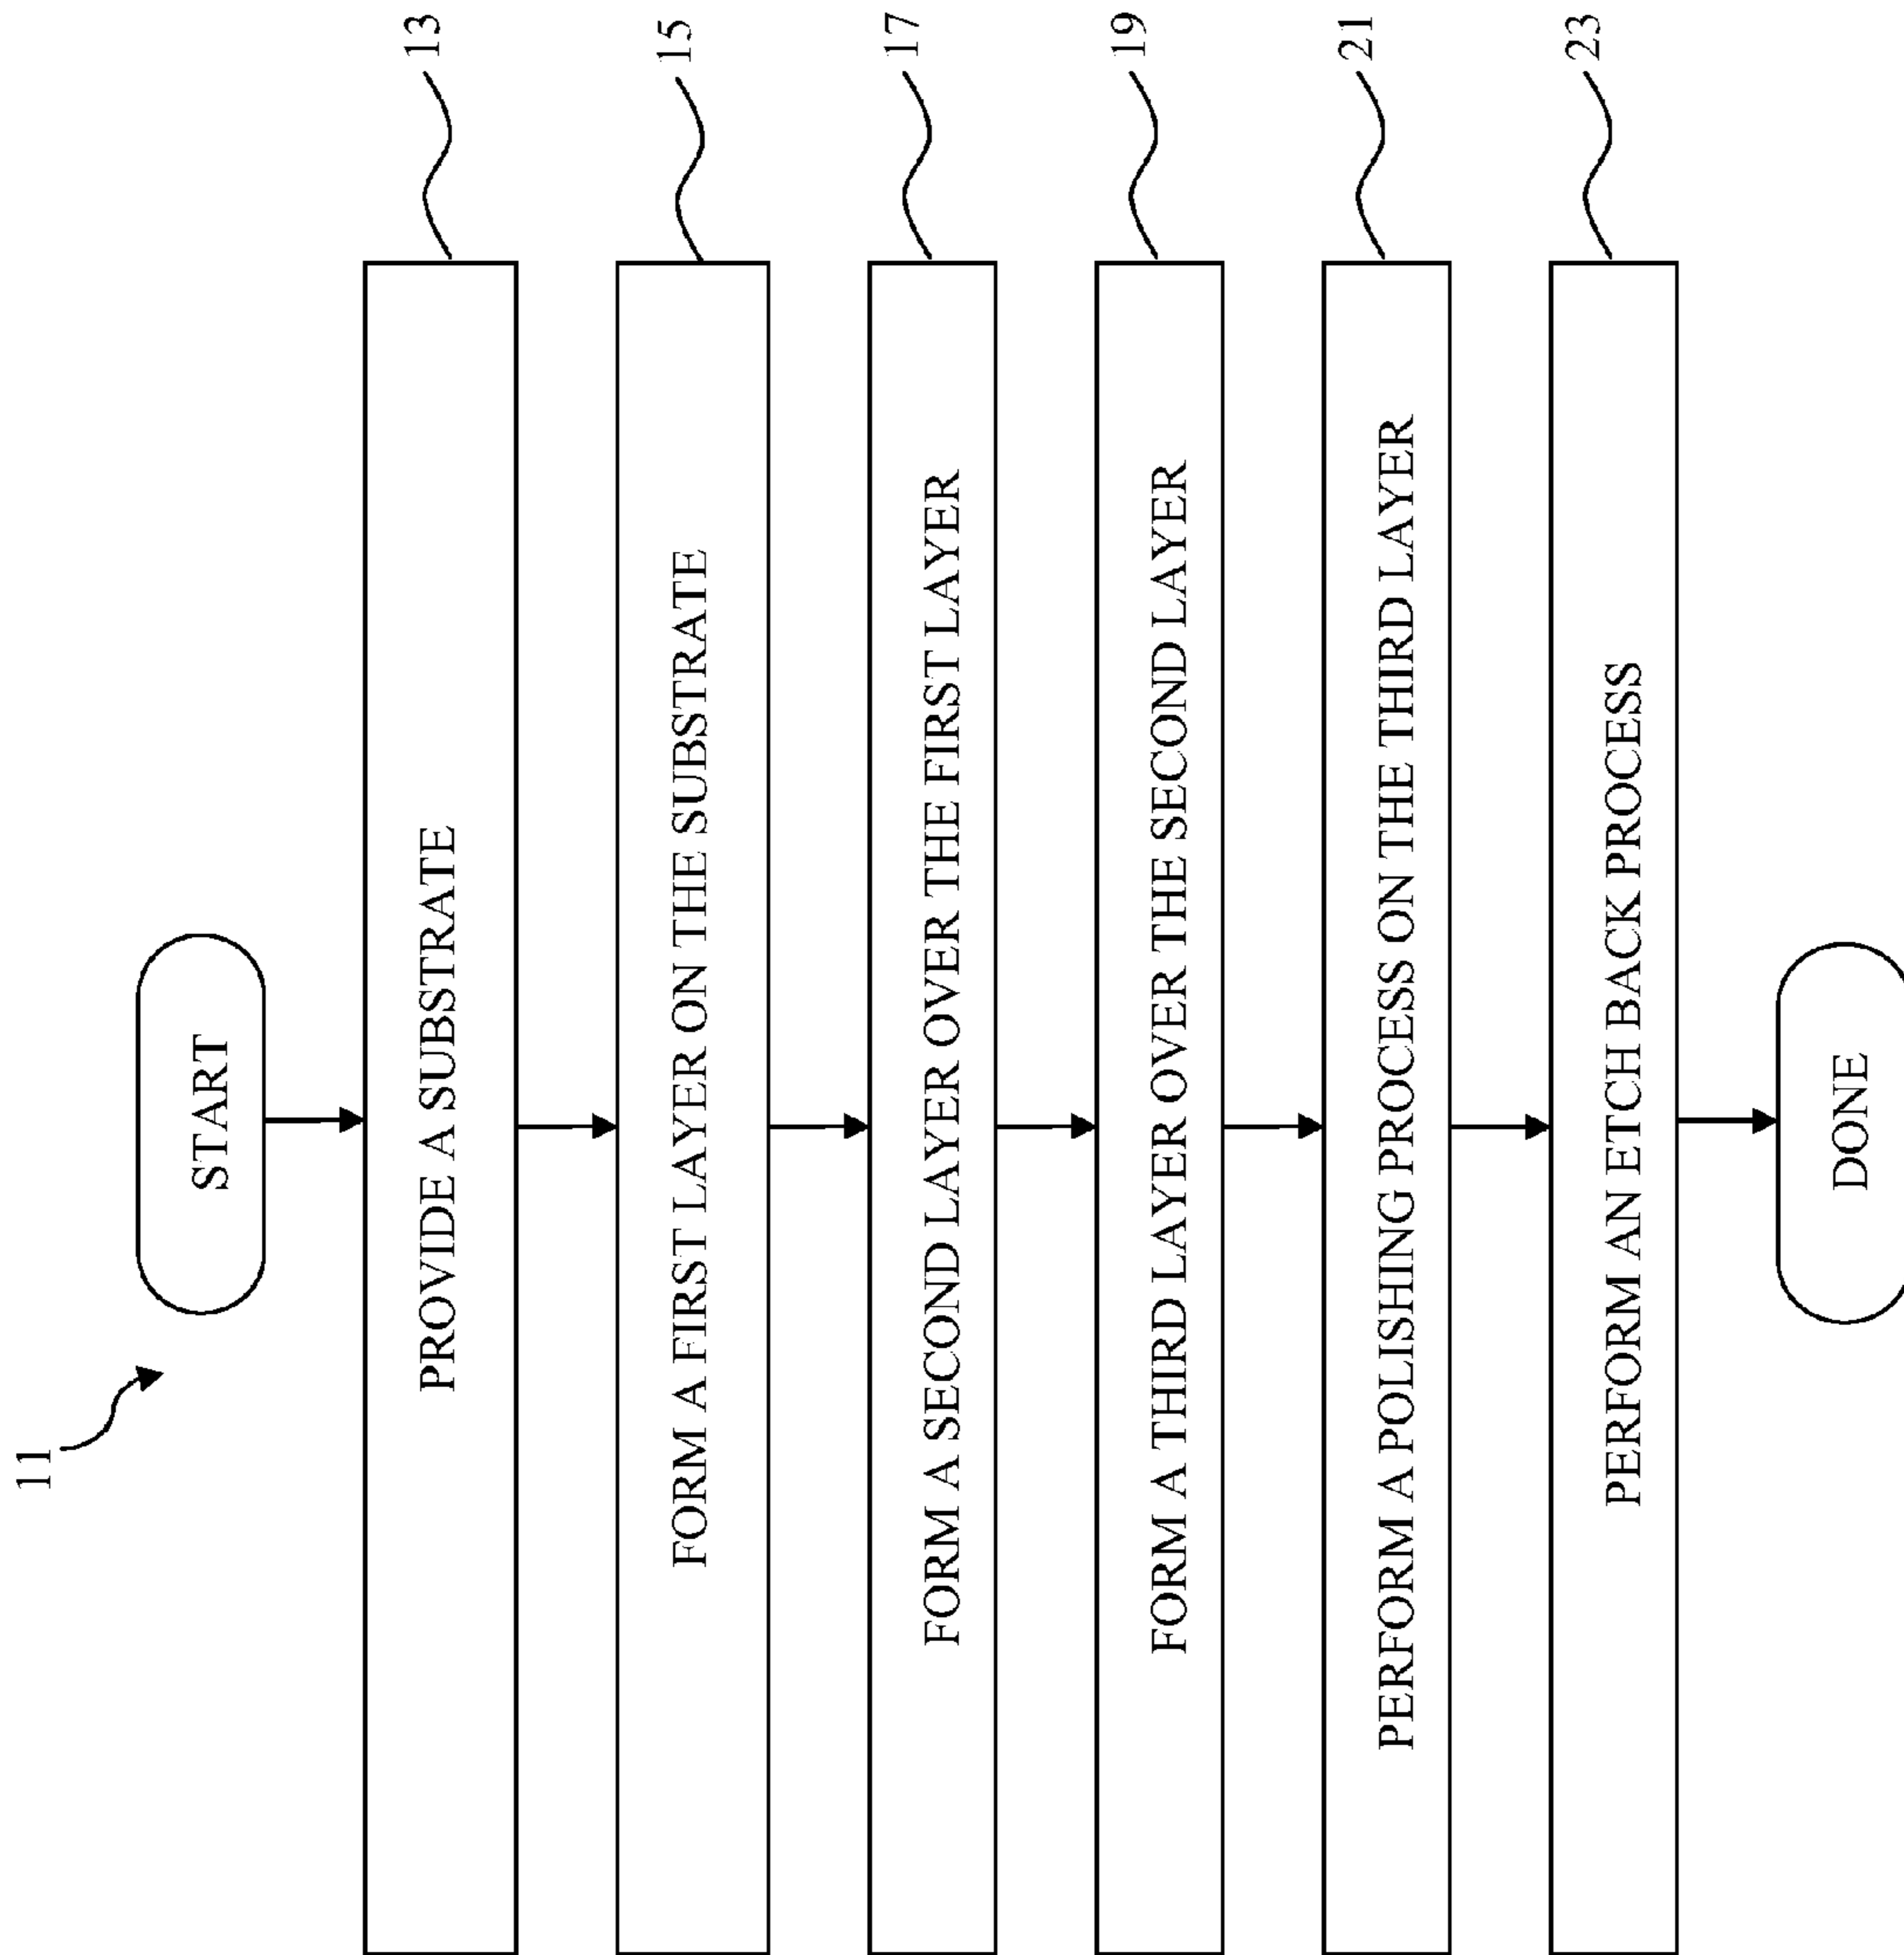 11
START
PROVIDE A SUBSTRATE
13
FORM A FIRST LAYER ON THE SUBSTRATE
15
FORM A SECOND LAYER OVER THE FIRST LAYER
17
FORM A THIRD LAYER OVER THE SECOND LAYER
19
PERFORM A POLISHING PROCESS ON THE THIRD LAYER
21
PERFORM AN ETCH BACK PROCESS
23
DONE